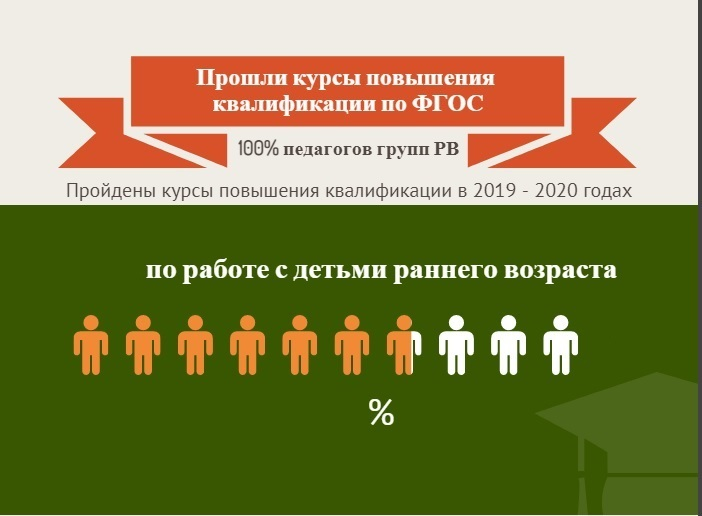 Прошли курсы повышения
квалификации по ФГОС
100% педагогов групп РВ
Пройдены курсы повышения квалификации в 2019 - 2020 годах
по работе с детьми раннего возраста
%